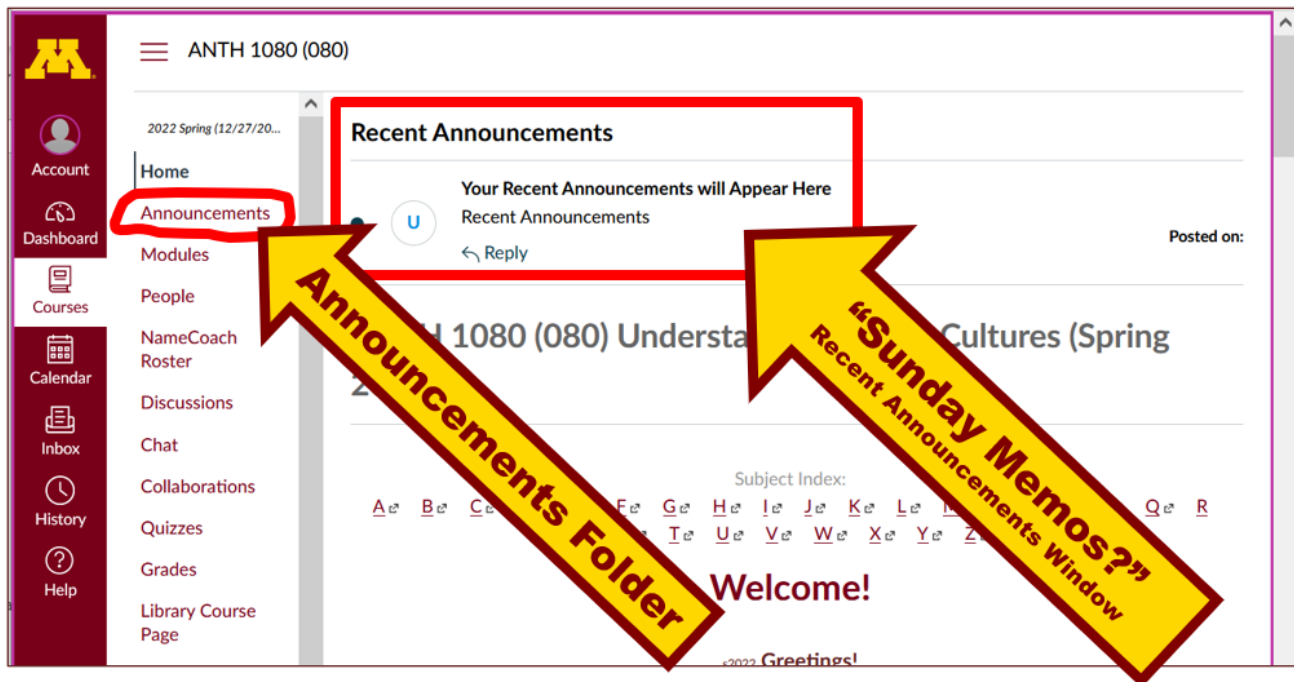 M
ANTH 1080 (080)
Account
Dashboard
Courses
Calendar
Inbox
History
Help
2022 Spring (12/27/20...
Home
Announcements
Modules
People
NameCoach
Roster
Discussions
Chat
Collaborations
Quizzes
Grades
Library Course
Page
Recent Announcements
U
Your Recent Announcements will Appear Here
Recent Announcements
Reply
Posted on:
1080 (080) Cultures (Spring
2
Subject Index:
A B C F G H I J K L Q R
T U V W X Y Z
Welcome!
s2022 Greetings!
Announcements Folder
“Sunday Memos?”
Recent Announcements Window